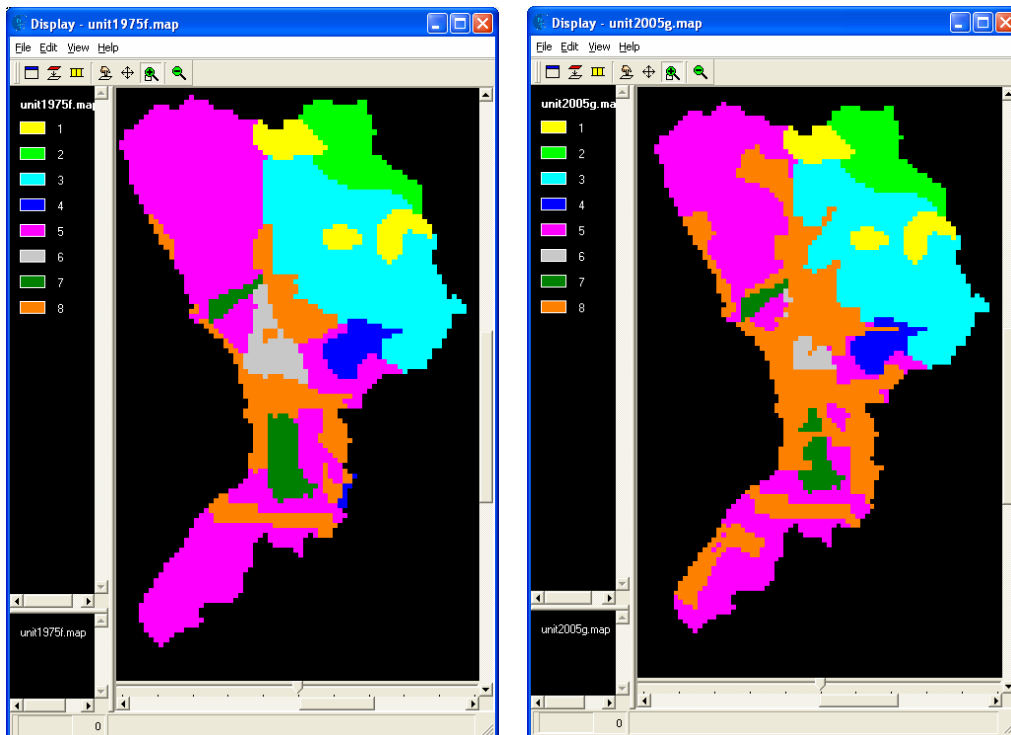 Display - unit1975f.map
File Edit View Help
unit1975f.map
1
2
3
4
5
6
7
8
unit1975f.map
0
Display - unit2005g.map
File Edit View Help
unit2005g.map
1
2
3
4
5
6
7
8
unit2005g.map
0